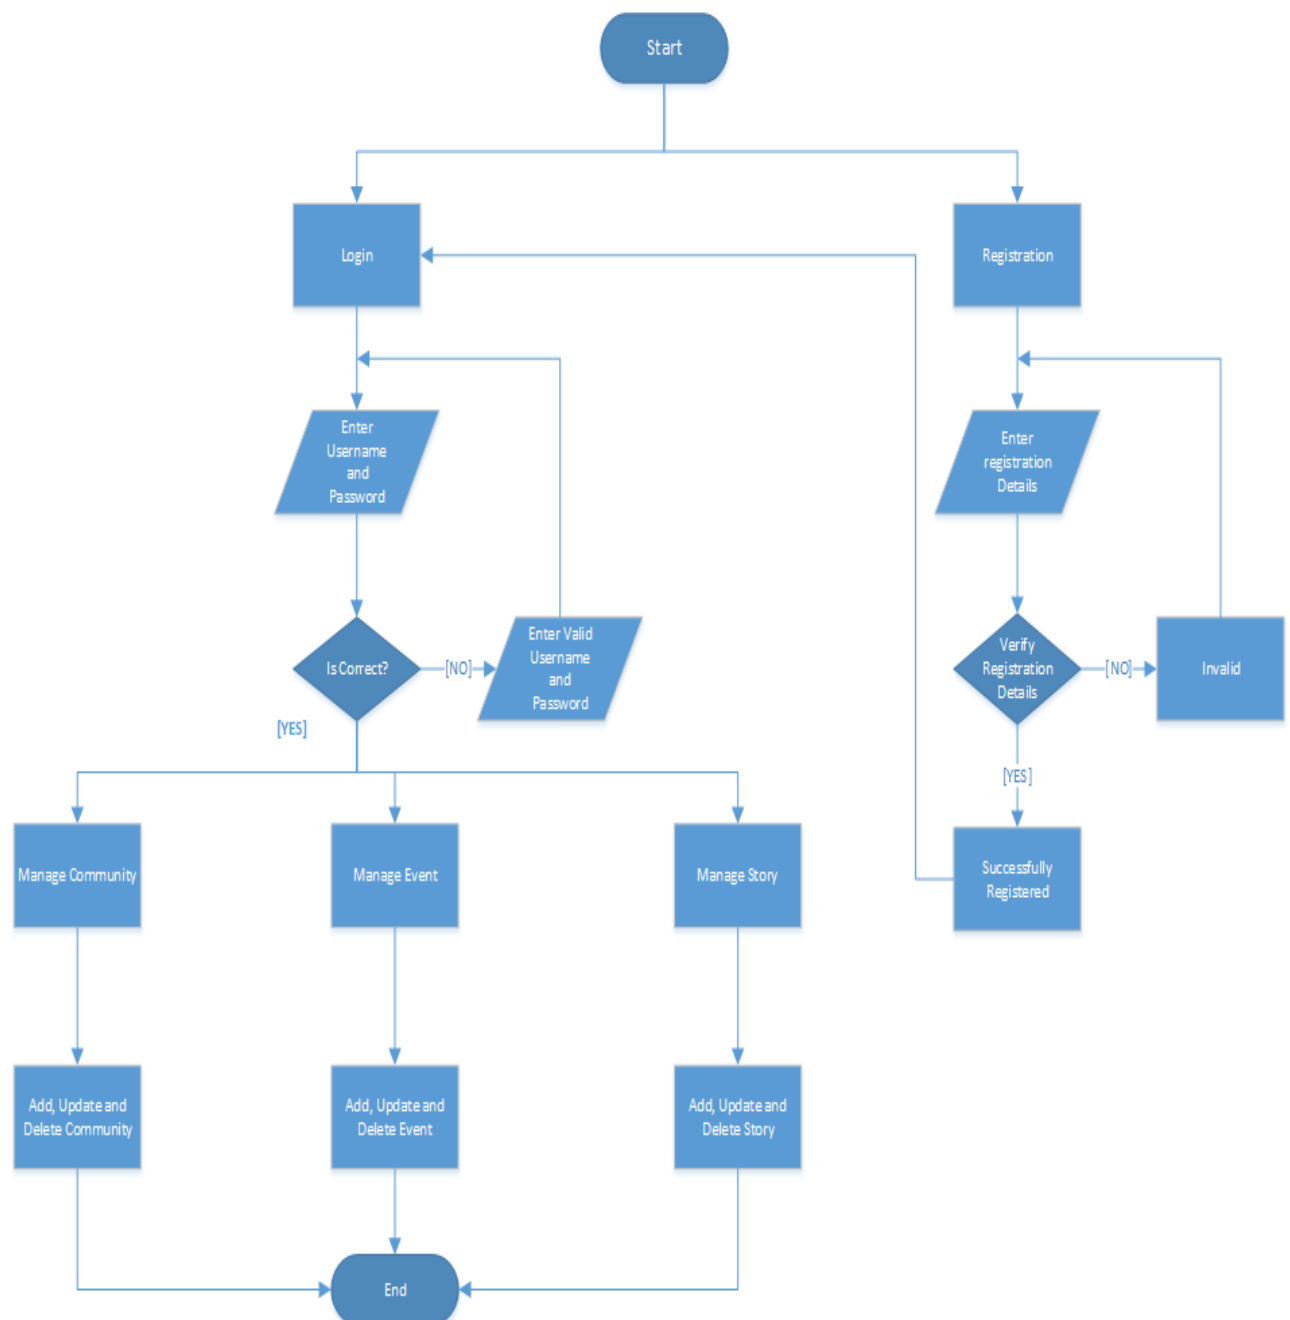 Start
Login
Registration
Enter
Username
and
Password
Enter
registration
Details
Is Correct?
[NO]
Enter Valid
Username
and
Password
Verify
Registration
Details
[NO]
Invalid
[YES]
[YES]
Manage Community
Manage Event
Manage Story
Successfully
Registered
Add, Update and
Delete Community
Add, Update and
Delete Event
Add, Update and
Delete Story
End